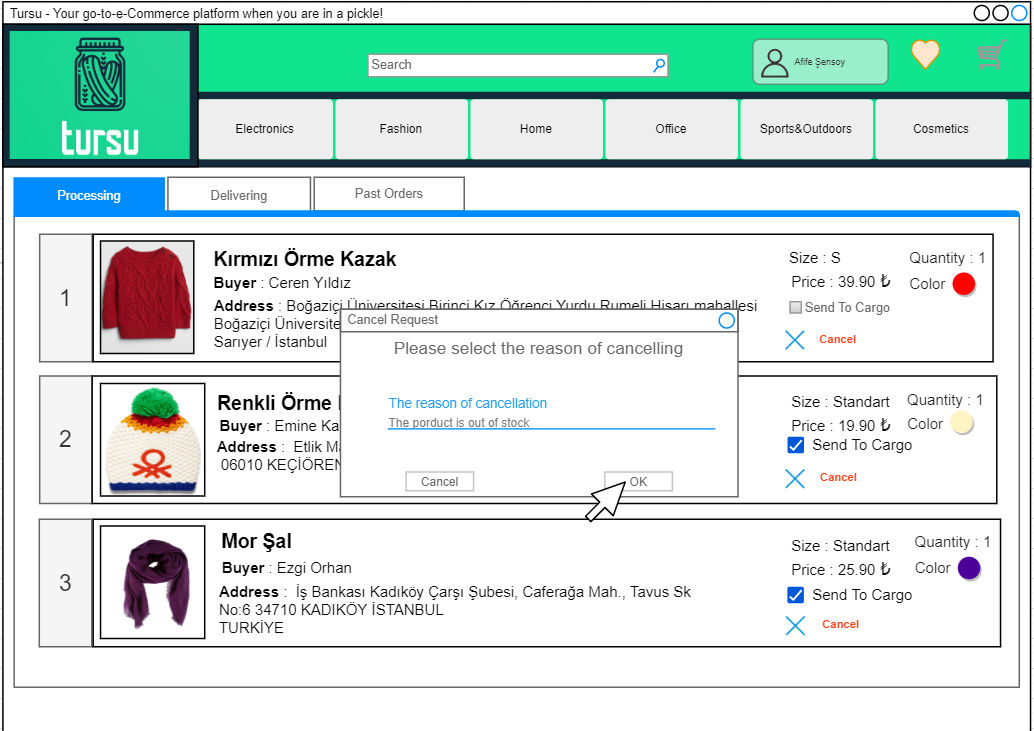 Tursu - Your go-to-e-Commerce platform when you are in a pickle!
tursu
Search
Afife Şensoy
Electronics
Fashion
Home
Office
Sports&Outdoors
Cosmetics
Processing
Delivering
Past Orders
1
Kırmızı Örme Kazak
Buyer : Ceren Yıldız
Address : Boğaziçi Üniversitesi Birinci Kız Öğrenci Yurdu Rumeli Hisarı mahallesi
Boğaziçi Üniversite
Sarıyer / İstanbul
Size : S
Quantity : 1
Price : 39.90 ₺
Color
Send To Cargo
Cancel
Cancel Request
Please select the reason of cancelling
The reason of cancellation
The porduct is out of stock
Cancel
OK
2
Renkli Örme
Buyer : Emine Ka
Address : Etlik M
06010 KEÇİÖREN
Size : Standart
Quantity : 1
Price : 19.90 ₺
Color
Send To Cargo
Cancel
3
Mor Şal
Buyer : Ezgi Orhan
Address : İş Bankası Kadıköy Çarşı Şubesi, Caferağa Mah., Tavus Sk
No:6 34710 KADIKÖY İSTANBUL
TURKİYE
Size : Standart
Quantity : 1
Price : 25.90 ₺
Color
Send To Cargo
Cancel